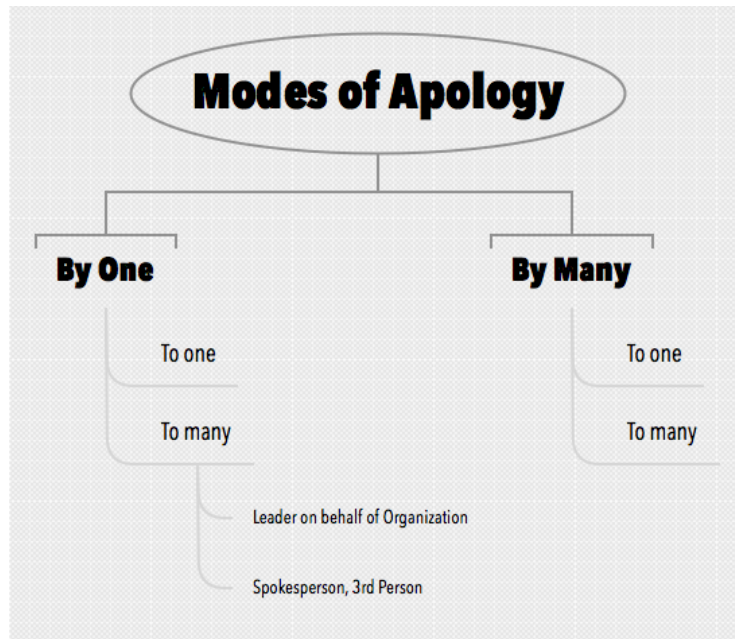 Modes of Apology
By One
To one
To many
Leader on behalf of Organization
Spokesperson, 3rd Person
By Many
To one
To many